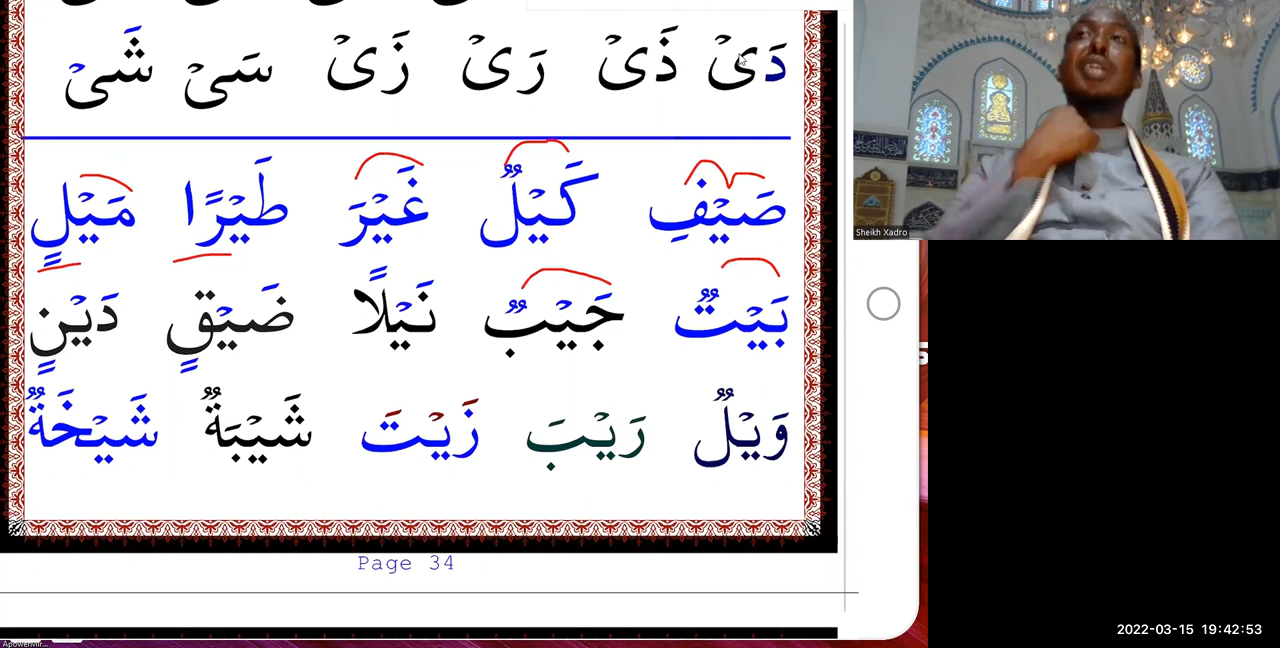 دَىْ ذَىْ رَىْ زَىْ سَىْ شَىْ
صَيْفِ كَيْلٌ غَيْرَ طَيْرًا مَيْلٍ
بَيْتٌ جَيْبٌ نَيْلًا ضَيْقٍ دَيْنٍ
وَيْلٌ رَيْبَ زَيْتَ شَيْبَةٌ شَيْخَةٌ
Page 34
Sheikh Xadro
2022-03-15 19:42:53